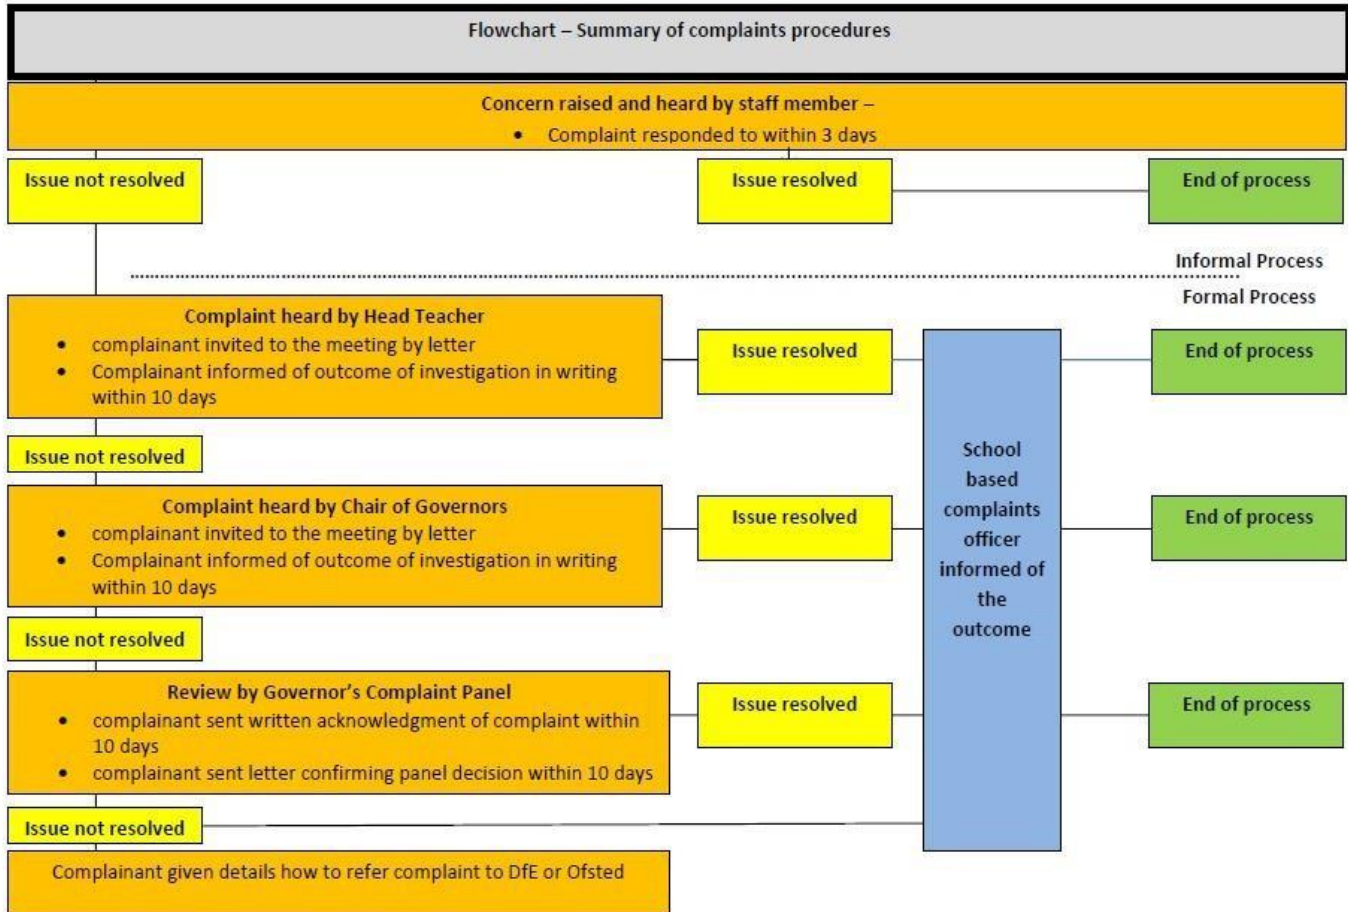 Flowchart – Summary of complaints procedures
Concern raised and heard by staff member –
• Complaint responded to within 3 days
Issue not resolved
Issue resolved
End of process
Informal Process
Formal Process
Complaint heard by Head Teacher
• complainant invited to the meeting by letter
• Complainant informed of outcome of investigation in writing
within 10 days
Issue resolved
End of process
Issue not resolved
School
based
complaints
officer
informed of
the
outcome
Complaint heard by Chair of Governors
• complainant invited to the meeting by letter
• Complainant informed of outcome of investigation in writing
within 10 days
Issue resolved
End of process
Issue not resolved
Review by Governor’s Complaint Panel
• complainant sent written acknowledgment of complaint within
10 days
• complainant sent letter confirming panel decision within 10 days
Issue resolved
End of process
Issue not resolved
Complainant given details how to refer complaint to DfE or Ofsted